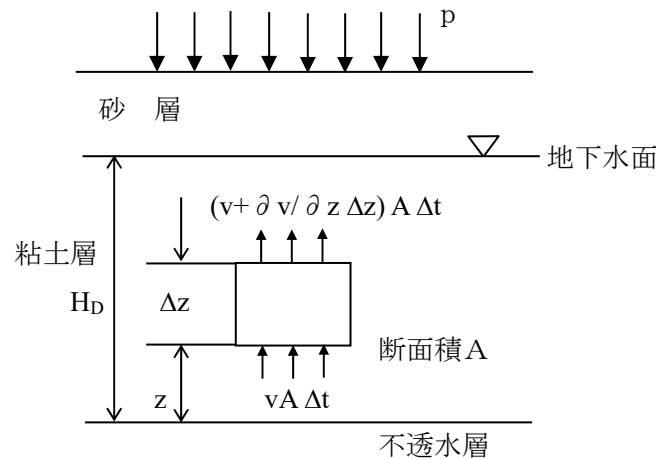 p
砂 層
地下水面
(v+∂v/∂z Δz) A Δt
粘土層
H_D
Δz
断面積A
z
vA Δt
不透水層